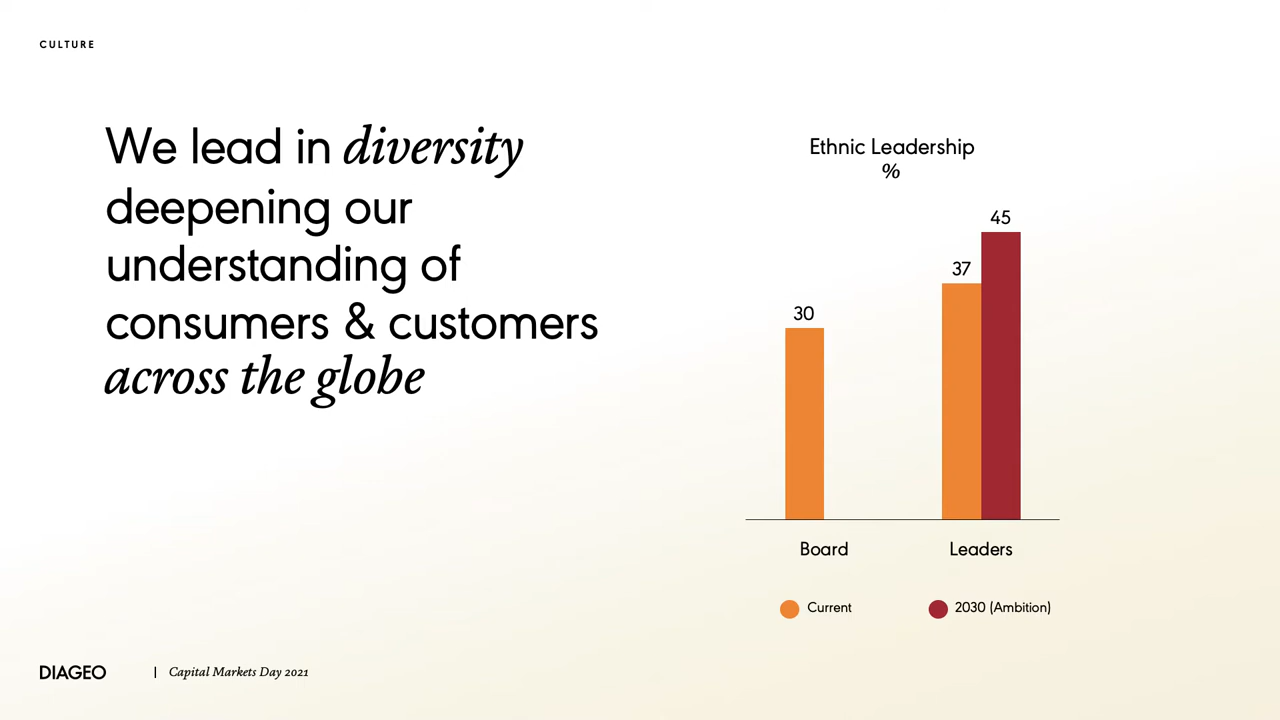 CULTURE
We lead in diversity
deepening our
understanding of
consumers & customers
across the globe
Ethnic Leadership
%
30
37
45
Board
Leaders
Current
2030 (Ambition)
DIAGEO | Capital Markets Day 2021